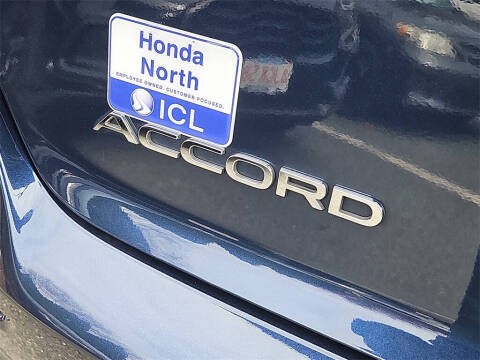 Honda
North
EMPLOYEE OWNED. CUSTOMER FOCUSED.
ICL
ACCORD